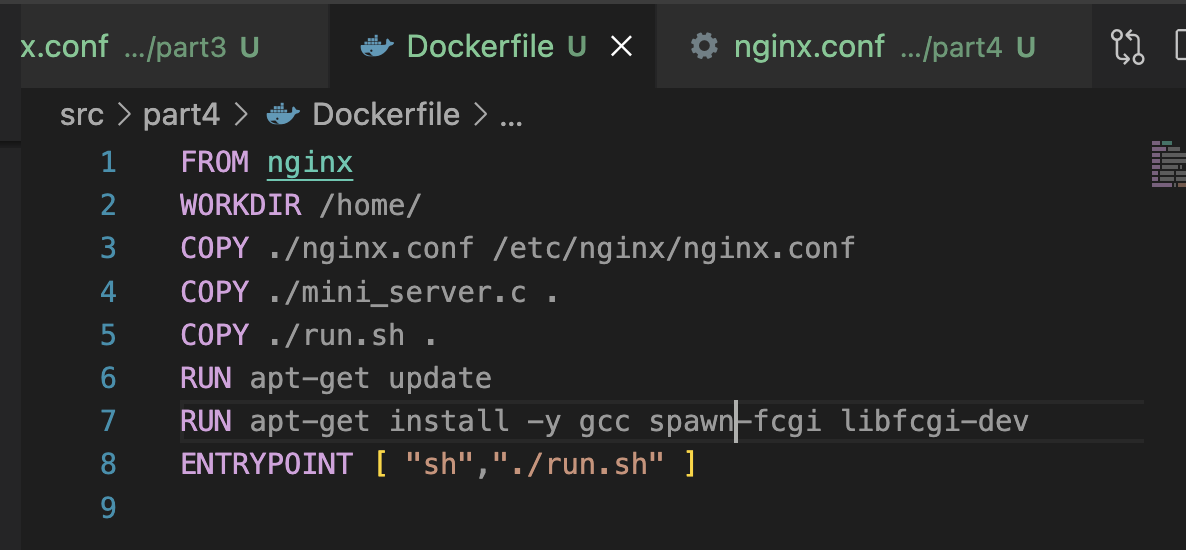 x.conf .../part3 U Dockerfile U nginx.conf .../part4 U
src > part4 > Dockerfile > ...
1 FROM nginx
2 WORKDIR /home/
3 COPY ./nginx.conf /etc/nginx/nginx.conf
4 COPY ./mini_server.c .
5 COPY ./run.sh .
6 RUN apt-get update
7 RUN apt-get install -y gcc spawn-fcgi libfcgi-dev
8 ENTRYPOINT [ "sh","./run.sh" ]
9